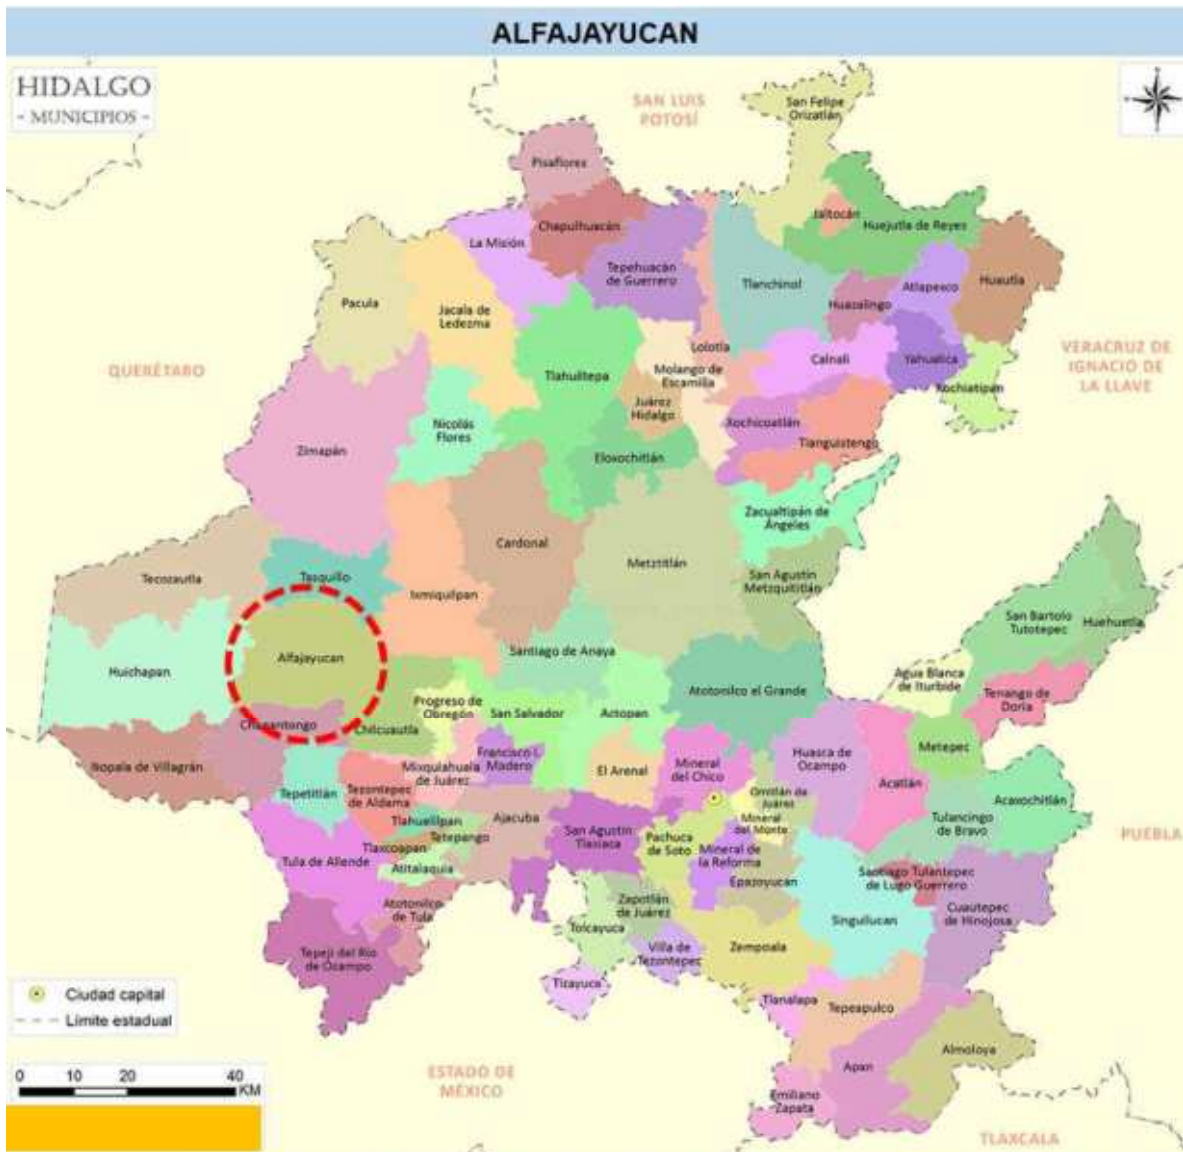 ALFAJAYUCAN
HIDALGO
- MUNICIPIOS -
SAN LUIS
POTOSÍ
San Felipe
Orizatlán
Pisaflores
Jaltocán
Huejutla de Reyes
Chapulhuacán
La Misión
Tepehuacán
de Guerrero
Tlanchinol
Atlapexco
Huautla
Huazalingo
Pacula
Jacala de
Ledezma
Lolotla
Calnali
Yahualica
VERACRUZ DE
IGNACIO DE
LA LLAVE
QUERÉTARO
Tlahuiltepa
Molango de
Escamilla
Xochiatipan
Juárez
Hidalgo
Nicolás
Flores
Xochicoatlán
Tianguistengo
Zimapán
Eloxochitlán
Zacualtipán de
Ángeles
Cardonal
Metztitlán
San Agustín
Metzquititlán
Tecozautla
Tasquillo
Ixmiquilpan
San Bartolo
Tutotepec
Huehuetla
Santiago de Anaya
Alfajayucan
Huichapan
Agua Blanca
de Iturbide
Atotonilco el Grande
Tenango de
Doria
Progreso de
Obregón
San Salvador
Actopan
Chapantongo
Chilcuautla
Metepec
Nopala de Villagrán
Mixquiahuala
de Juárez
Francisco I.
Madero
El Arenal
Mineral
del Chico
Huasca de
Ocampo
Acatlán
Tepetitlán
Tezontepec
de Aldama
Omitlán de
Juárez
Acaxochitlán
Tlahuelilpan
Ajacuba
Mineral
del Monte
Tulancingo
de Bravo
Tetepango
San Agustín
Tlaxiaca
Pachuca
de Soto
PUEBLA
Tlaxcoapan
Tula de Allende
Atitalaquia
Mineral de
la Reforma
Epazoyucan
Santiago Tulantepec
de Lugo Guerrero
Atotonilco
de Tula
Zapotlán
de Juárez
Singuilucan
Cuautepec
de Hinojosa
Tolcayuca
Tepeji del Río
de Ocampo
Villa de
Tezontepec
Zempoala
Tizayuca
Tlanalapa
Tepeapulco
Ciudad capital
Límite estadual
Almoloya
Apan
ESTADO DE
MÉXICO
0 10 20 40
KM
Emiliano
Zapata
TLAXCALA